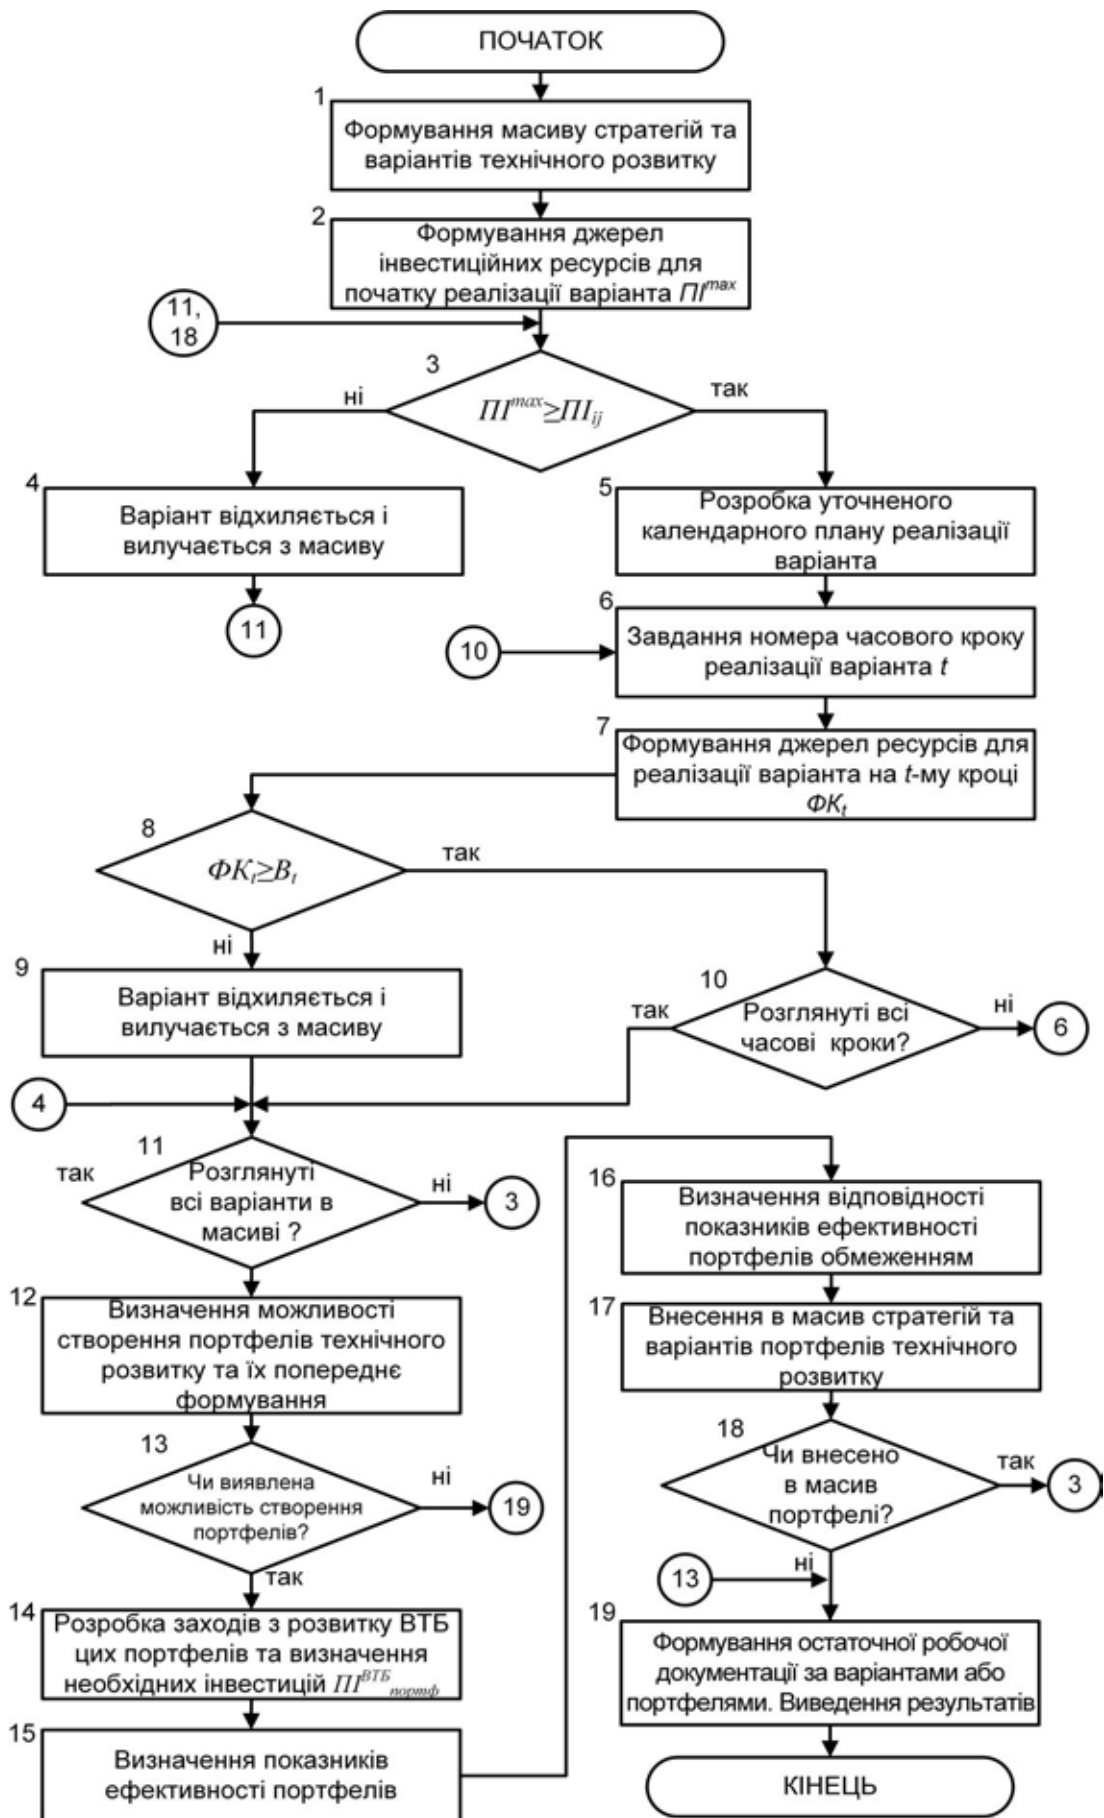 ПОЧАТОК
1
Формування масиву стратегій та
варіантів технічного розвитку
2
Формування джерел
інвестиційних ресурсів для
початку реалізації варіанта ПІ^max
11,
18
3
ні
ПІ^max≥ПІ_ij
так
4
Варіант відхиляється і
вилучається з масиву
11
5
Розробка уточненого
календарного плану реалізації
варіанта
6
10
Завдання номера часового кроку
реалізації варіанта t
7
Формування джерел ресурсів для
реалізації варіанта на t-му кроці
ФК_t
8
ФК_t≥В_t
так
ні
9
Варіант відхиляється і
вилучається з масиву
10
так
Розглянуті всі
часові кроки?
ні
6
4
11
так
Розглянуті
всі варіанти в
масиві ?
ні
3
12
Визначення можливості
створення портфелів технічного
розвитку та їх попереднє
формування
13
Чи виявлена
можливість створення
портфелів?
ні
19
так
14
Розробка заходів з розвитку ВТБ
цих портфелів та визначення
необхідних інвестицій ПІ^ВТБ_портф
15
Визначення показників
ефективності портфелів
16
Визначення відповідності
показників ефективності
портфелів обмеженням
17
Внесення в масив стратегій та
варіантів портфелів технічного
розвитку
18
Чи внесено
в масив
портфелі?
так
3
13
ні
19
Формування остаточної робочої
документації за варіантами або
портфелями. Виведення результатів
КІНЕЦЬ